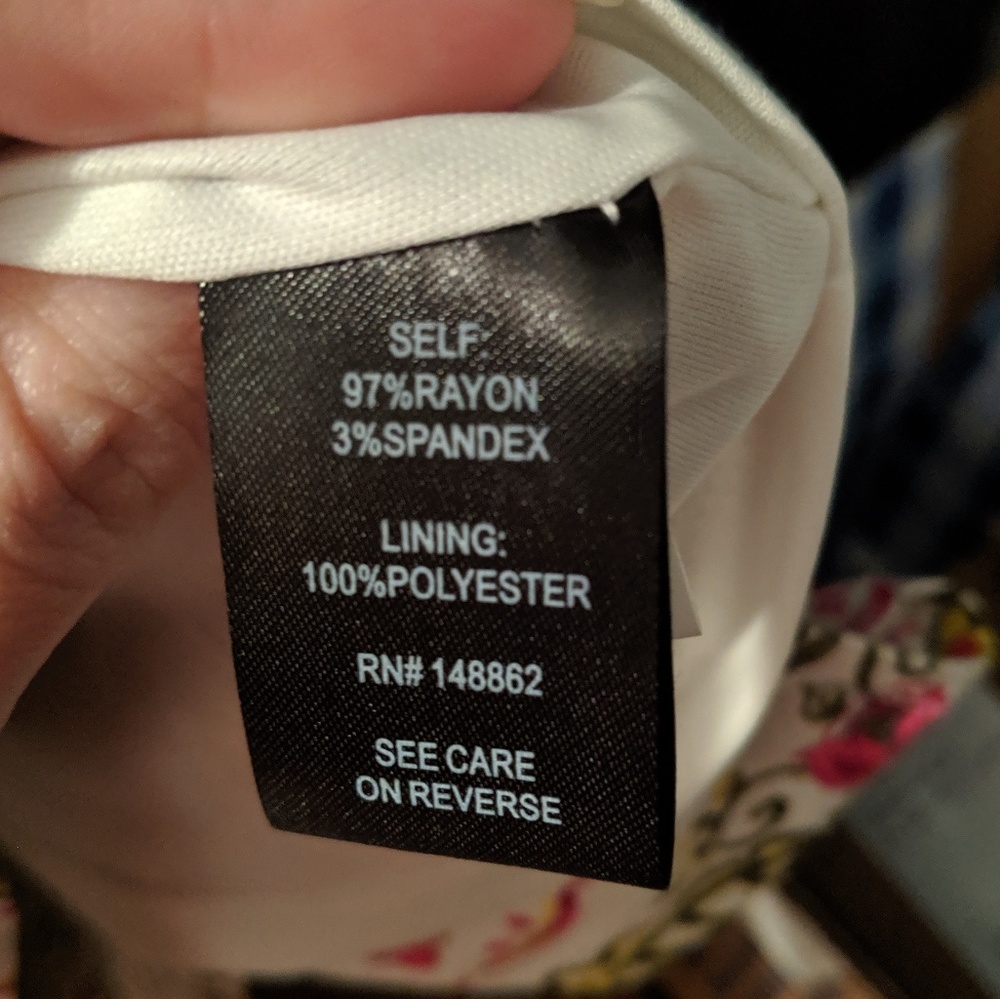 SELF:
97%RAYON
3%SPANDEX
LINING:
100%POLYESTER
RN# 148862
SEE CARE
ON REVERSE